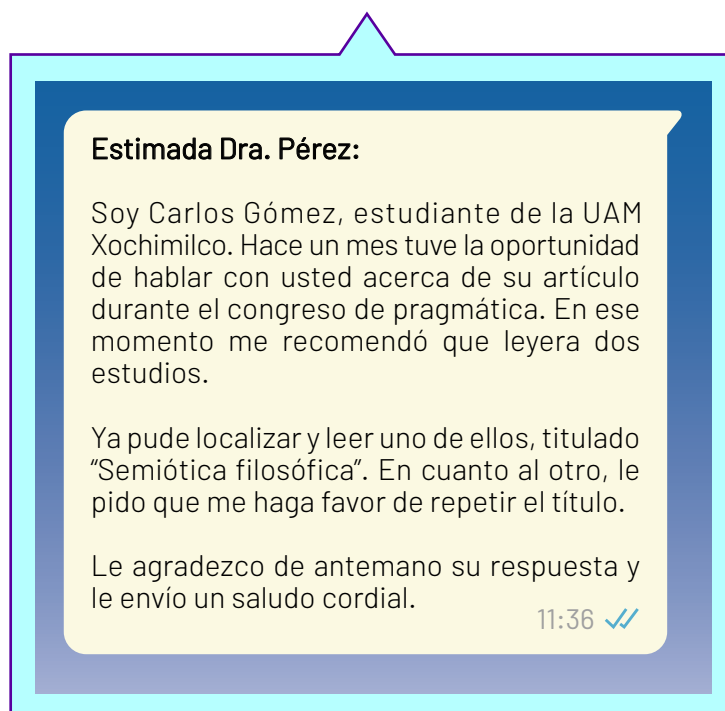 Estimada Dra. Pérez:
Soy Carlos Gómez, estudiante de la UAM
Xochimilco. Hace un mes tuve la oportunidad
de hablar con usted acerca de su artículo
durante el congreso de pragmática. En ese
momento me recomendó que leyera dos
estudios.
Ya pude localizar y leer uno de ellos, titulado
“Semiótica filosófica”. En cuanto al otro, le
pido que me haga favor de repetir el título.
Le agradezco de antemano su respuesta y
le envío un saludo cordial.
11:36